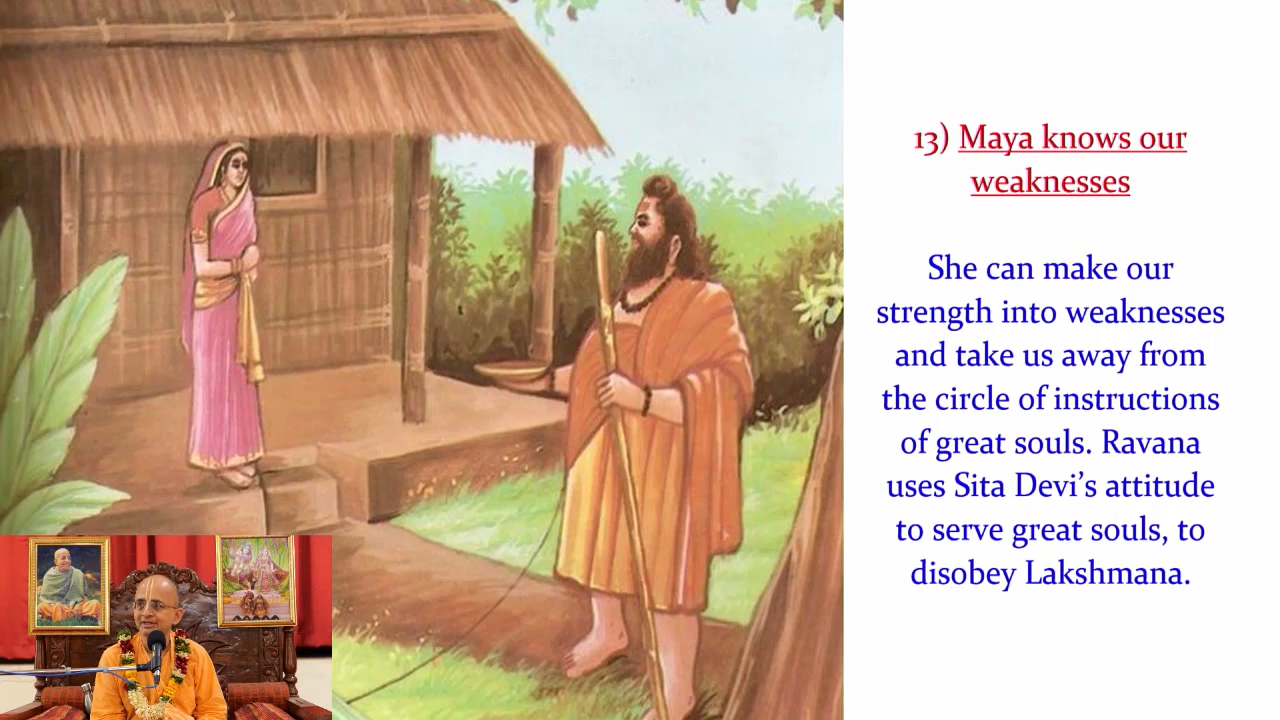 13) Maya knows our
weaknesses
She can make our
strength into weaknesses
and take us away from
the circle of instructions
of great souls. Ravana
uses Sita Devi’s attitude
to serve great souls, to
disobey Lakshmana.